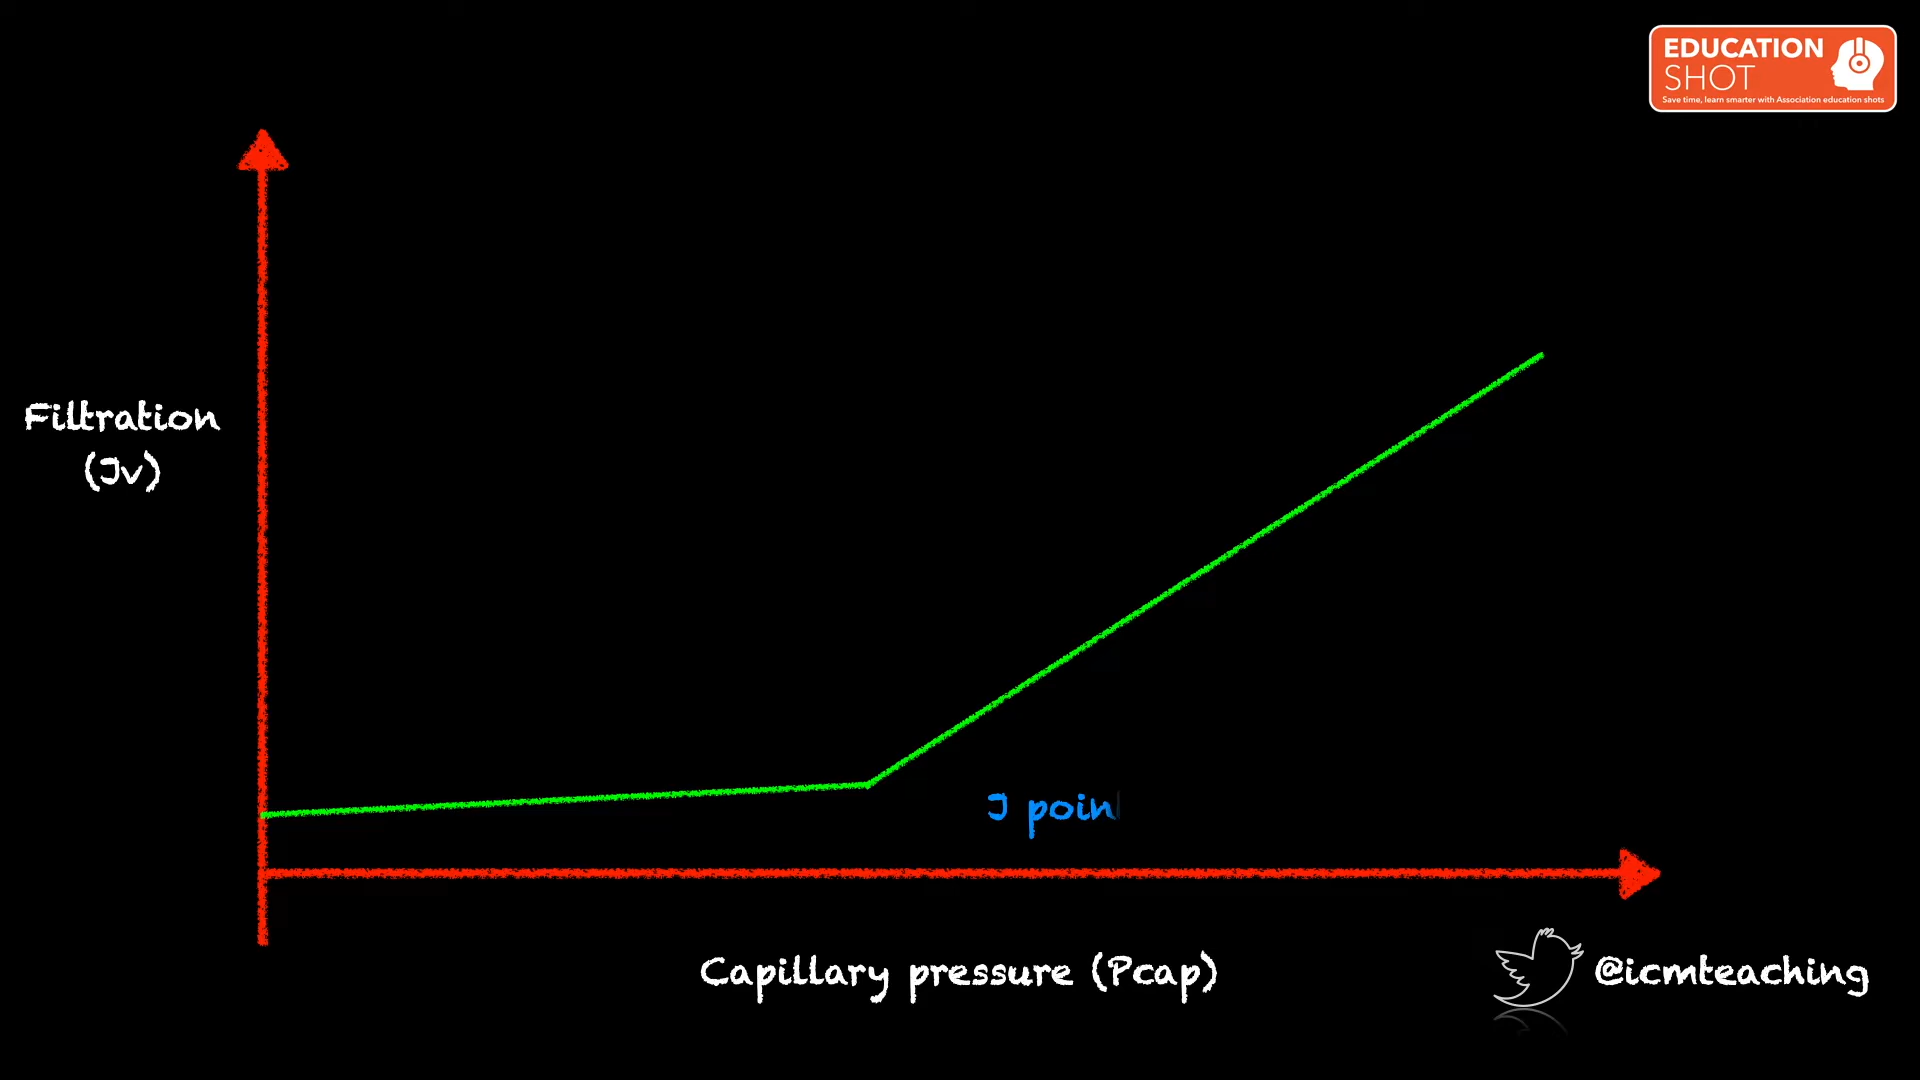 EDUCATION
SHOT
Save time, learn smarter with Association education shots
Filtration
(Jv)
J poin
Capillary pressure (Pcap)
@icmteaching